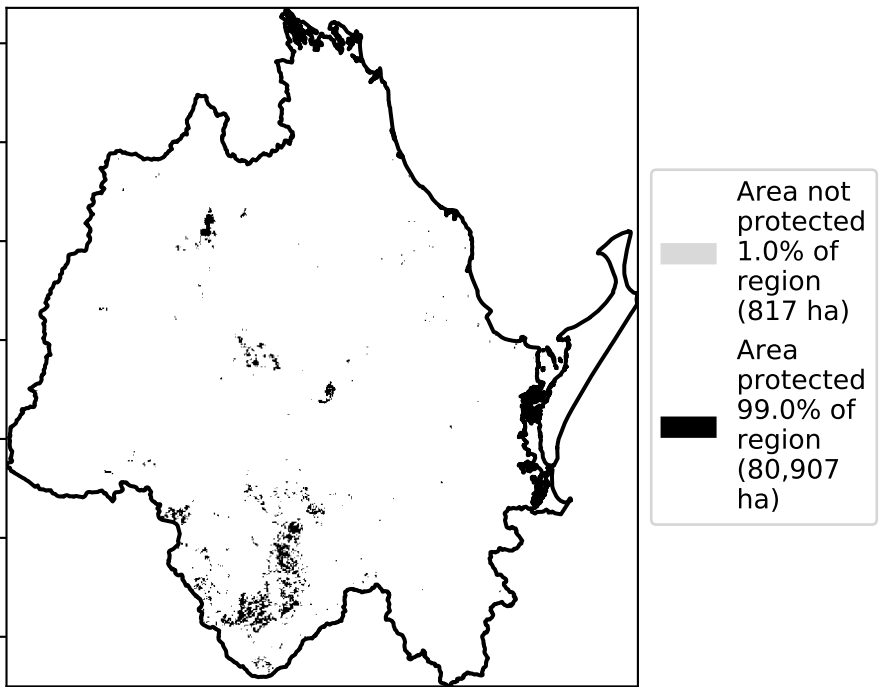 Area not
protected
1.0% of
region
(817 ha)
Area
protected
99.0% of
region
(80,907
ha)